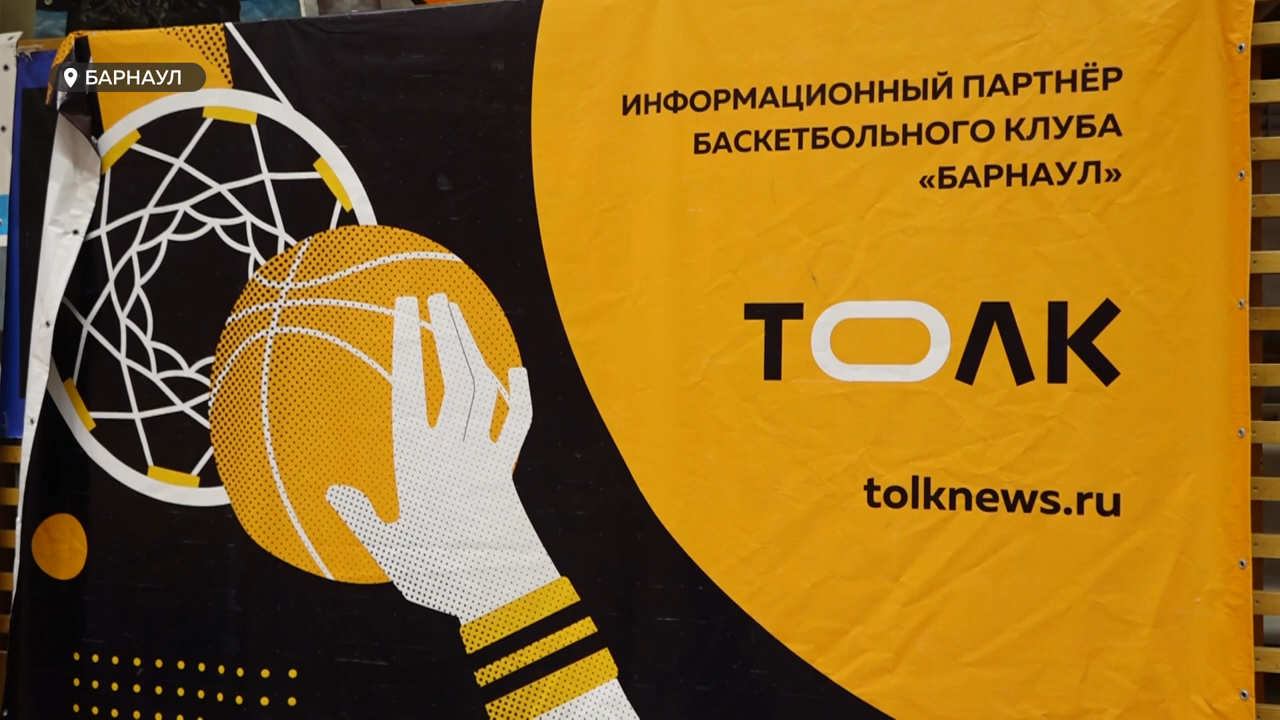 БАРНАУЛ
ИНФОРМАЦИОННЫЙ ПАРТНЁР
БАСКЕТБОЛЬНОГО КЛУБА
«БАРНАУЛ»
ТОЛК
tolknews.ru